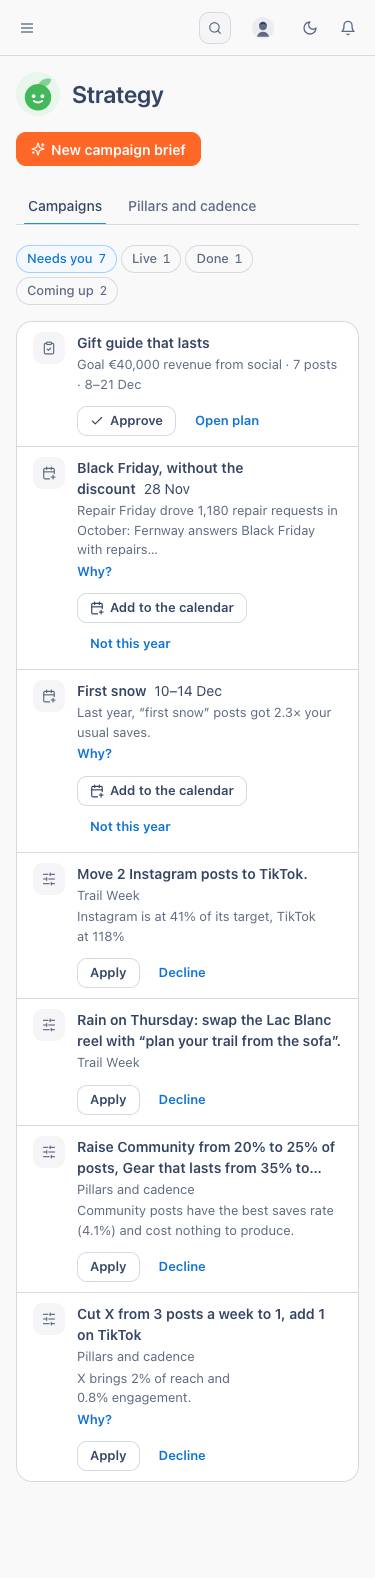 Strategy
New campaign brief
Campaigns
Pillars and cadence
Needs you 7
Live 1
Done 1
Coming up 2
Gift guide that lasts
Goal €40,000 revenue from social · 7 posts
· 8–21 Dec
Approve
Open plan
Black Friday, without the
discount 28 Nov
Repair Friday drove 1,180 repair requests in
October: Fernway answers Black Friday
with repairs...
Why?
Add to the calendar
Not this year
First snow 10–14 Dec
Last year, “first snow” posts got 2.3× your
usual saves.
Why?
Add to the calendar
Not this year
Move 2 Instagram posts to TikTok.
Trail Week
Instagram is at 41% of its target, TikTok
at 118%
Apply
Decline
Rain on Thursday: swap the Lac Blanc
reel with “plan your trail from the sofa”.
Trail Week
Apply
Decline
Raise Community from 20% to 25% of
posts, Gear that lasts from 35% to...
Pillars and cadence
Community posts have the best saves rate
(4.1%) and cost nothing to produce.
Apply
Decline
Cut X from 3 posts a week to 1, add 1
on TikTok
Pillars and cadence
X brings 2% of reach and
0.8% engagement.
Why?
Apply
Decline